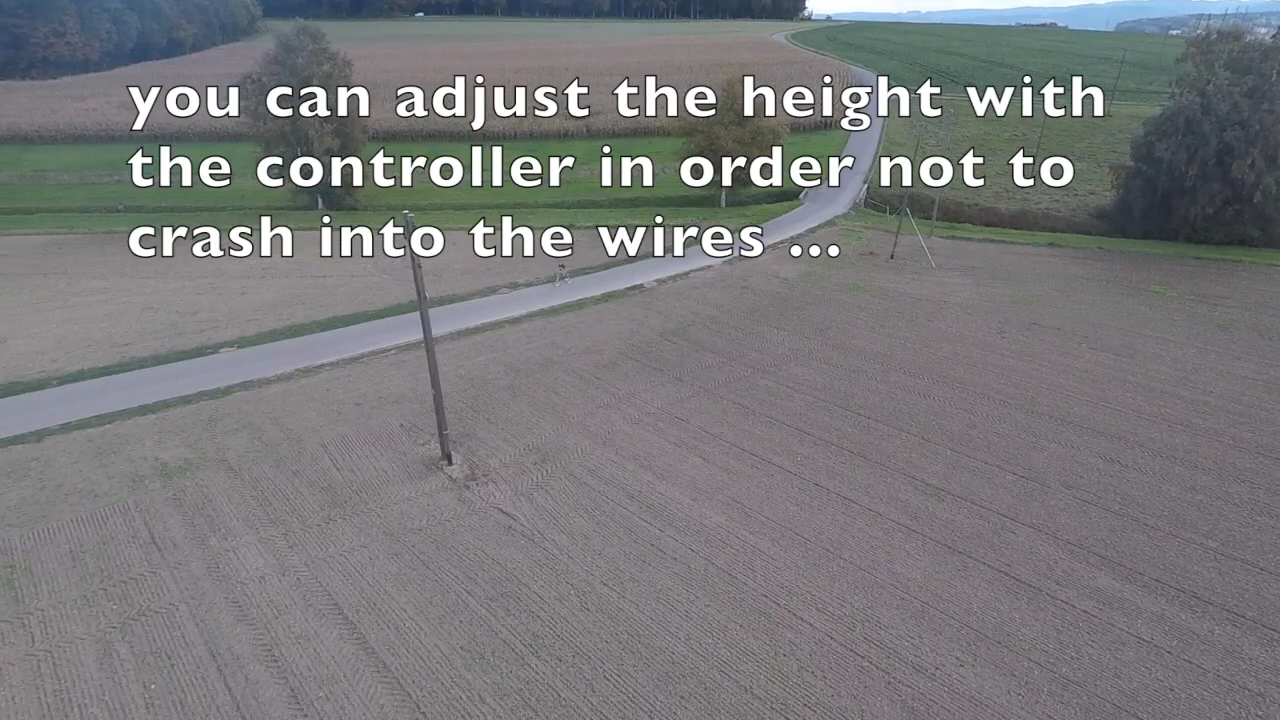 you can adjust the height with
the controller in order not to
crash into the wires ...